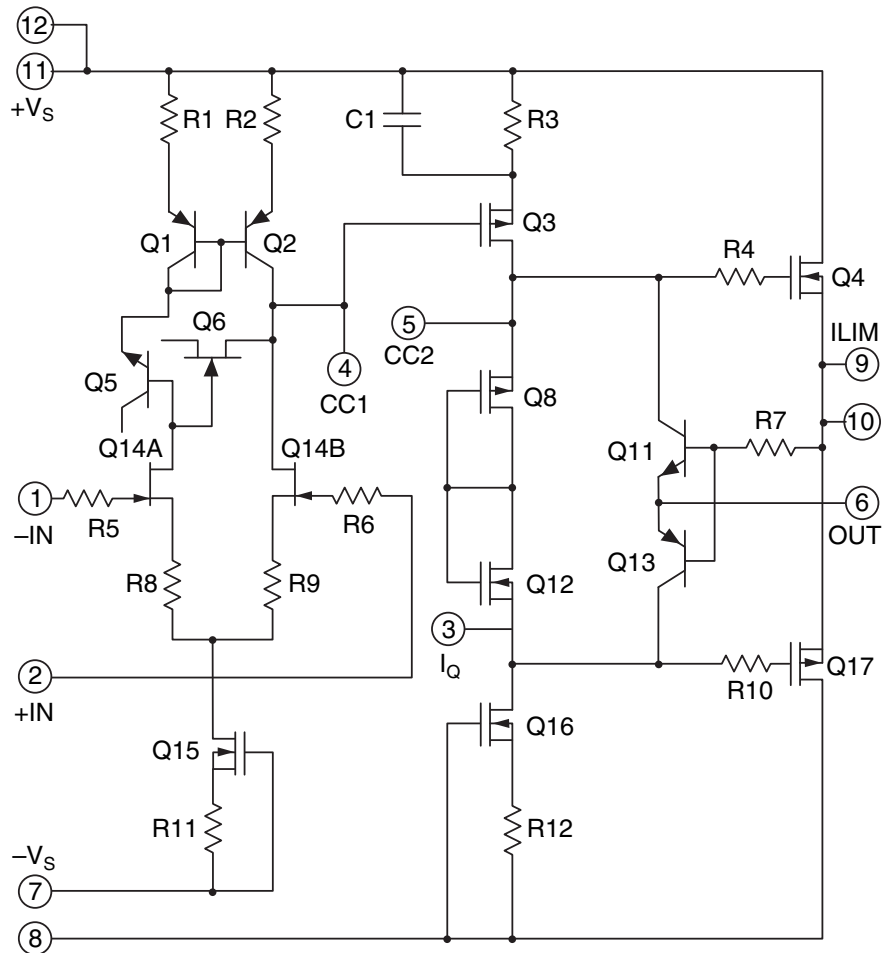 12
11
+VS
R1
R2
C1
R3
Q1
Q2
Q3
R4
Q4
Q6
5
CC2
ILIM
9
Q5
4
CC1
Q8
10
Q14A
Q14B
Q11
R7
1
–IN
R5
R6
6
OUT
R8
R9
Q13
Q12
3
IQ
2
+IN
R10
Q17
Q15
Q16
R11
R12
–VS
7
8